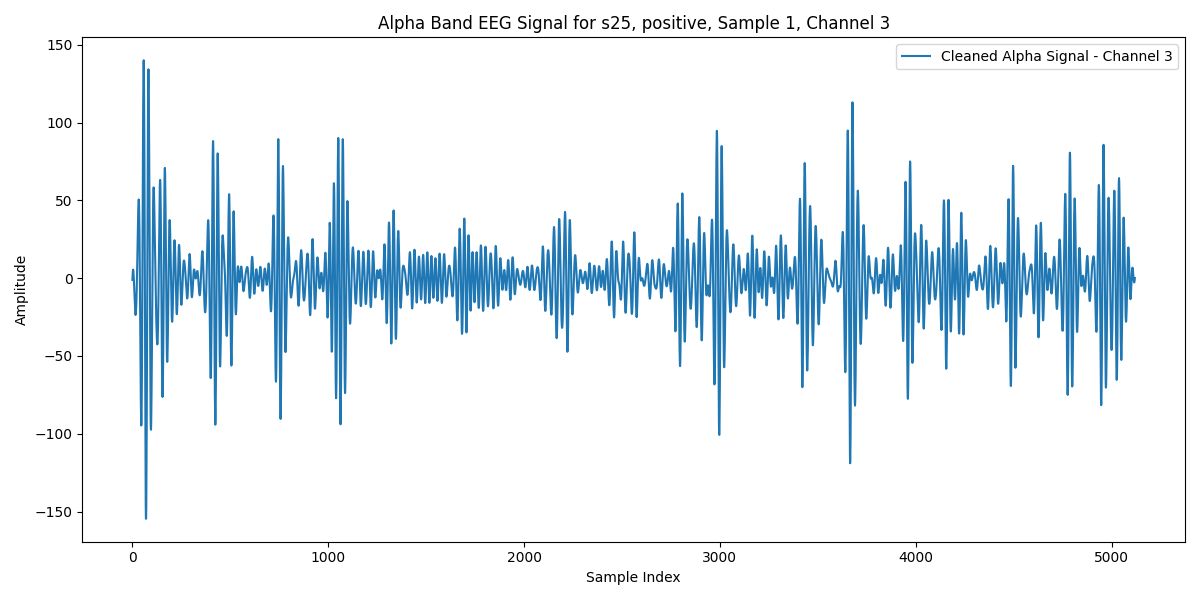 Alpha Band EEG Signal for s25, positive, Sample 1, Channel 3
Cleaned Alpha Signal - Channel 3
Amplitude
150
100
50
0
−50
−100
−150
0 1000 2000 3000 4000 5000
Sample Index